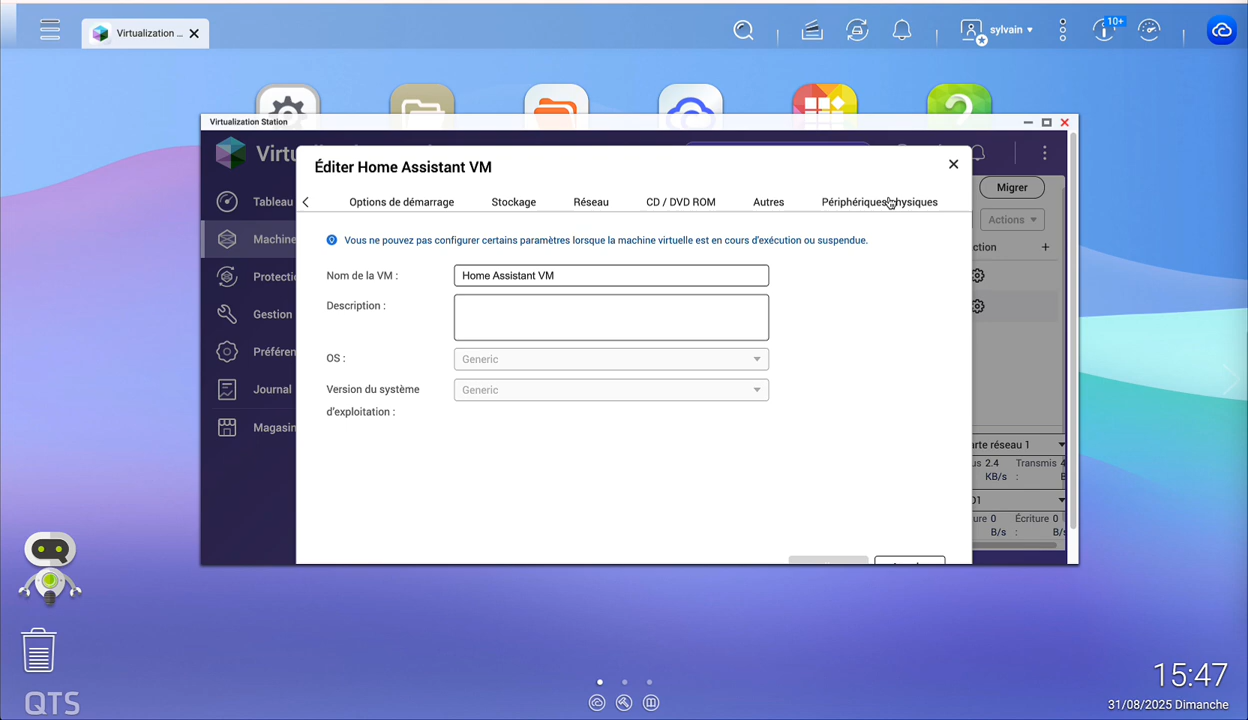 Virtualization ...
sylvain
10+
Virtualization Station
Virt
Éditer Home Assistant VM
Migrer
Tableau
Options de démarrage
Stockage
Réseau
CD / DVD ROM
Autres
Périphériques physiques
Actions
Machine
Vous ne pouvez pas configurer certains paramètres lorsque la machine virtuelle est en cours d'exécution ou suspendue.
ction
Protecti
Nom de la VM :
Home Assistant VM
Description :
Gestion
Préféren
OS :
Generic
Journal
Version du système
d'exploitation :
Generic
Magasin
arte réseau 1
us 2.4
KB/s
Transmis 4
:
B
01
ure 0
B/s
Écriture 0
:
B/
15:47
31/08/2025 Dimanche
QTS